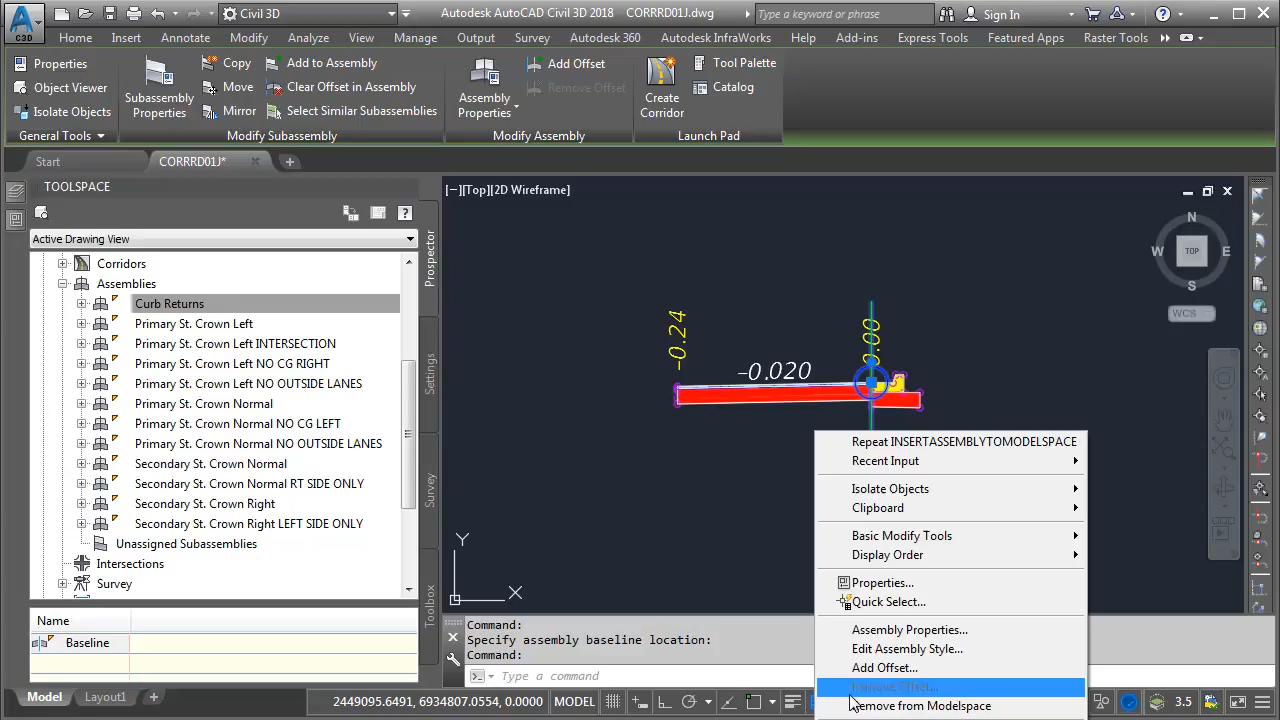 Civil 3D
Autodesk AutoCAD Civil 3D 2018 CORRRD01J.dwg
Type a keyword or phrase
Sign In
C3D
Home Insert Annotate Modify Analyze View Manage Output Survey Autodesk 360 Autodesk InfraWorks Help Add-ins Express Tools Featured Apps Raster Tools
Properties
Object Viewer
Isolate Objects
General Tools
Subassembly
Properties
Copy
Move
Mirror
Add to Assembly
Clear Offset in Assembly
Select Similar Subassemblies
Modify Subassembly
Assembly
Properties
Add Offset
Remove Offset
Modify Assembly
Create
Corridor
Tool Palette
Catalog
Launch Pad
Start
CORRRD01J*
TOOLSPACE
Active Drawing View
Corridors
Assemblies
Curb Returns
Primary St. Crown Left
Primary St. Crown Left INTERSECTION
Primary St. Crown Left NO CG RIGHT
Primary St. Crown Left NO OUTSIDE LANES
Primary St. Crown Normal
Primary St. Crown Normal NO CG LEFT
Primary St. Crown Normal NO OUTSIDE LANES
Secondary St. Crown Normal
Secondary St. Crown Normal RT SIDE ONLY
Secondary St. Crown Right
Secondary St. Crown Right LEFT SIDE ONLY
Unassigned Subassemblies
Intersections
Survey
Name
Baseline
Prospector
Settings
Survey
Toolbox
[−][Top][2D Wireframe]
N
W
TOP
E
S
WCS
−0.24
−0.020
0.00
Y
X
Repeat INSERTASSEMBLYTOMODELSPACE
Recent Input
Isolate Objects
Clipboard
Basic Modify Tools
Display Order
Properties...
Quick Select...
Assembly Properties...
Edit Assembly Style...
Add Offset...
Remove Offset...
Remove from Modelspace
Command:
Specify assembly baseline location:
Command:
Type a command
Model
Layout1
2449095.6491, 6934807.5470, 0.0000
MODEL
3.5